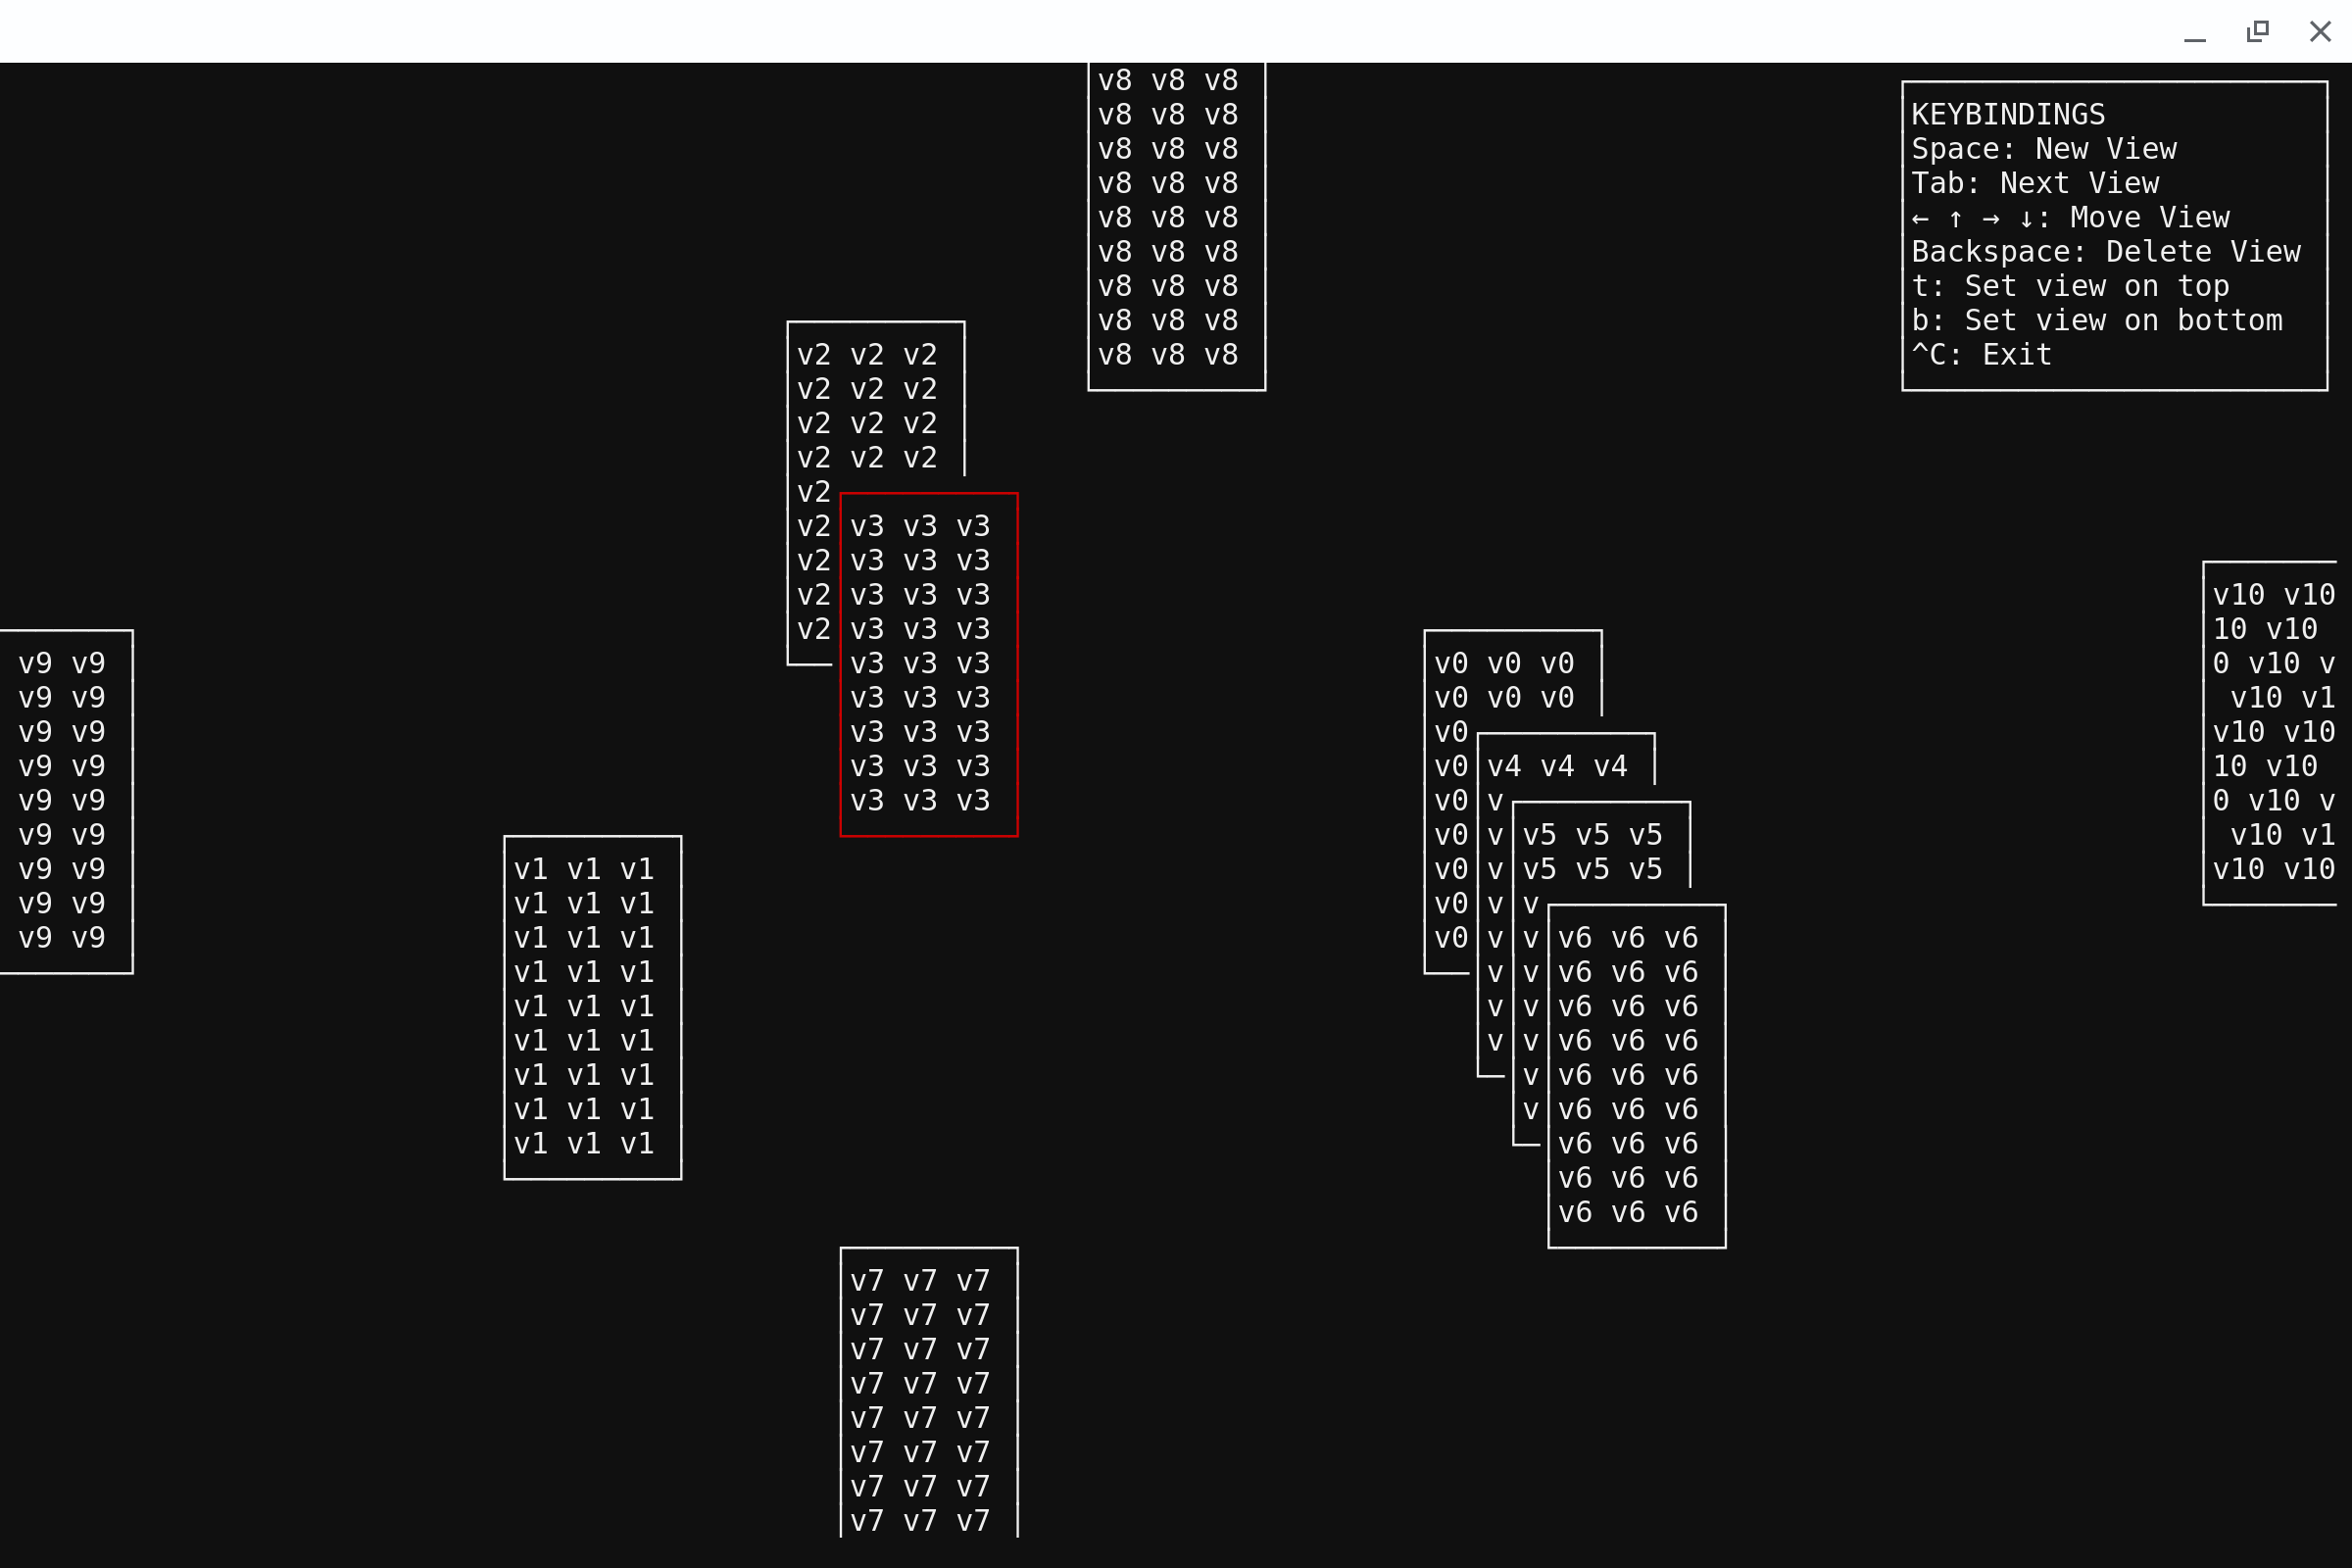 v8 v8 v8
v8 v8 v8
v8 v8 v8
v8 v8 v8
v8 v8 v8
v8 v8 v8
v8 v8 v8
v8 v8 v8
v8 v8 v8
KEYBINDINGS
Space: New View
Tab: Next View
← ↑ → ↓: Move View
Backspace: Delete View
t: Set view on top
b: Set view on bottom
^C: Exit
v2 v2 v2
v2 v2 v2
v2 v2 v2
v2 v2 v2
v2
v2
v2
v2
v2
v3 v3 v3
v3 v3 v3
v3 v3 v3
v3 v3 v3
v3 v3 v3
v3 v3 v3
v3 v3 v3
v3 v3 v3
v3 v3 v3
v9 v9
v9 v9
v9 v9
v9 v9
v9 v9
v9 v9
v9 v9
v9 v9
v9 v9
v1 v1 v1
v1 v1 v1
v1 v1 v1
v1 v1 v1
v1 v1 v1
v1 v1 v1
v1 v1 v1
v1 v1 v1
v1 v1 v1
v0 v0 v0
v0 v0 v0
v0
v0
v0
v0
v0
v0
v0
v4 v4 v4
v
v
v
v
v
v
v
v
v5 v5 v5
v5 v5 v5
v
v
v
v
v
v
v
v6 v6 v6
v6 v6 v6
v6 v6 v6
v6 v6 v6
v6 v6 v6
v6 v6 v6
v6 v6 v6
v6 v6 v6
v6 v6 v6
v10 v10
10 v10
0 v10 v
v10 v1
v10 v10
10 v10
0 v10 v
v10 v1
v10 v10
v7 v7 v7
v7 v7 v7
v7 v7 v7
v7 v7 v7
v7 v7 v7
v7 v7 v7
v7 v7 v7
v7 v7 v7